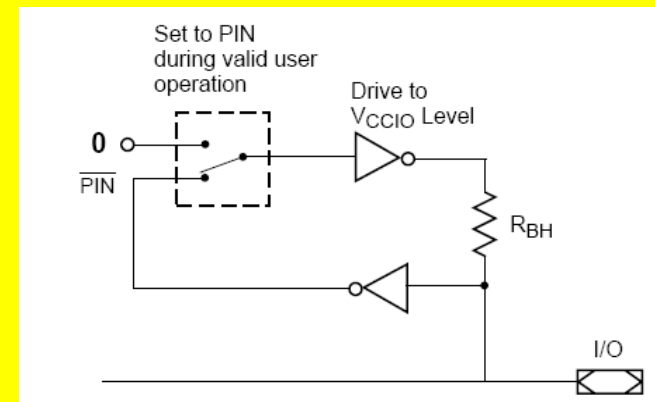 Set to PIN
during valid user
operation
Drive to
VCCIO Level
0
PIN
RBH
I/O